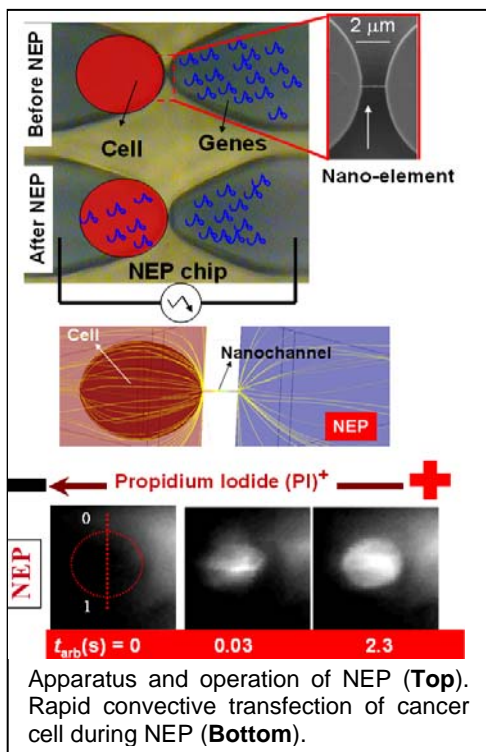 Before NEP
2 μm
Cell
Genes
Nano-element
After NEP
NEP chip
Cell
Nanochannel
NEP
Propidium Iodide (PI)+
NEP
0
1
t_arb(s) = 0 0.03 2.3
Apparatus and operation of NEP (Top).
Rapid convective transfection of cancer
cell during NEP (Bottom).